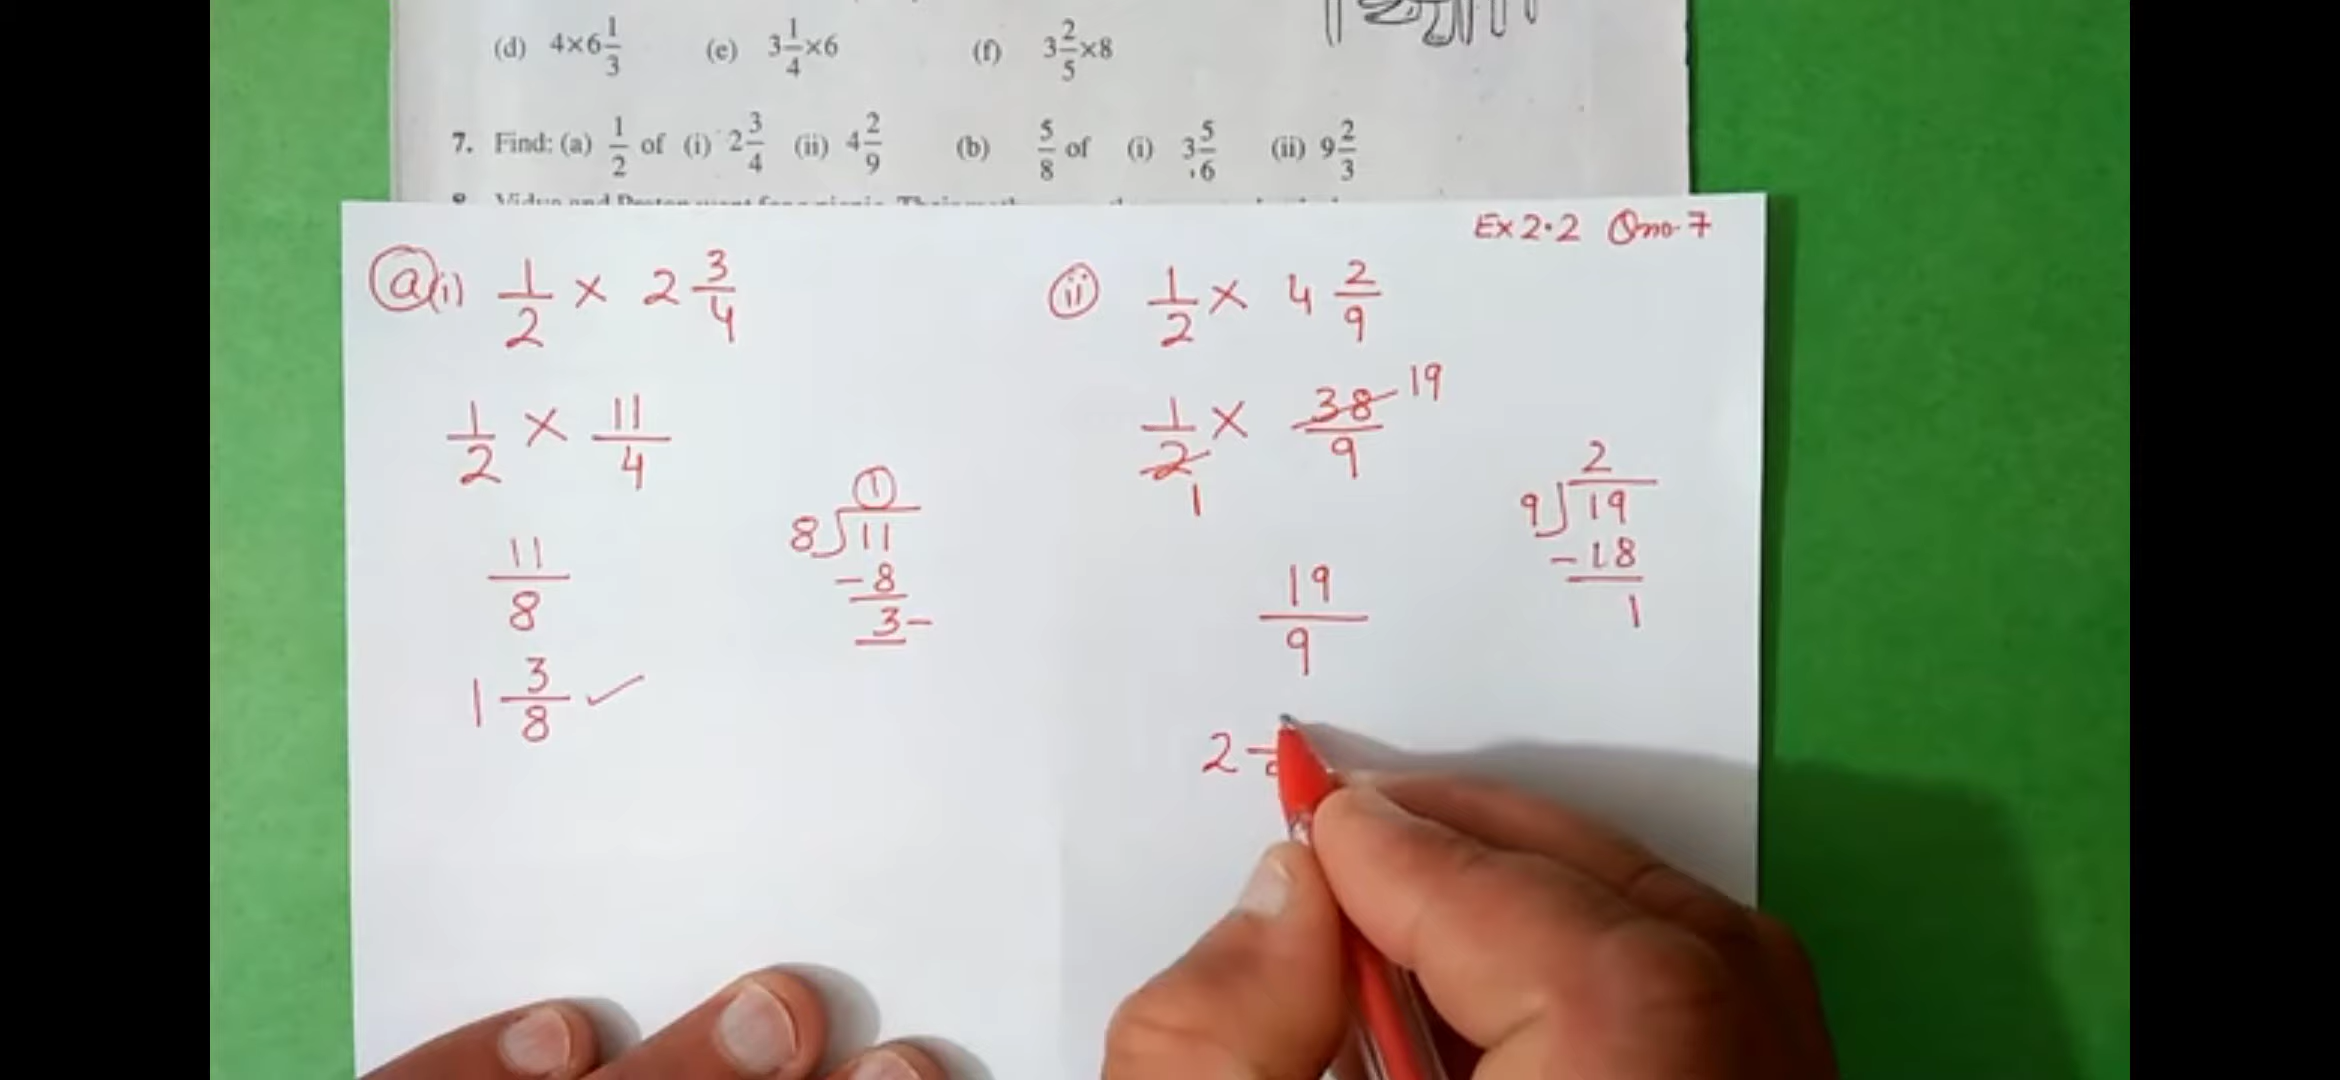 (d) 4×6 1/3 (e) 3 1/4 ×6 (f) 3 2/5 ×8
7. Find: (a) 1/2 of (i) 2 3/4 (ii) 4 2/9 (b) 5/8 of (i) 3 5/6 (ii) 9 2/3
Ex 2.2 Qno-7
a (i) 1/2 × 2 3/4
1/2 × 11/4
11/8
1 3/8 ✓
1
8 ) 11
-8
3
ii 1/2 × 4 2/9
1/2 × 38/9 19
1
19/9
2
2
9 ) 19
-18
1